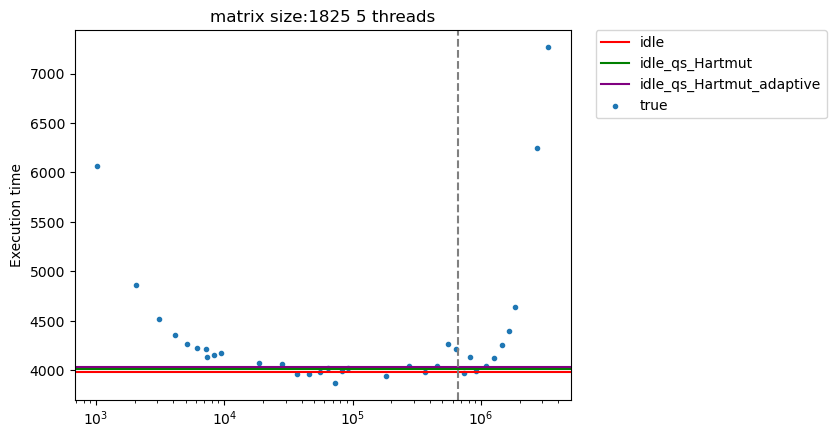 matrix size:1825 5 threads
Execution time
7000
6500
6000
5500
5000
4500
4000
10³
10⁴
10⁵
10⁶
idle
idle_qs_Hartmut
idle_qs_Hartmut_adaptive
true